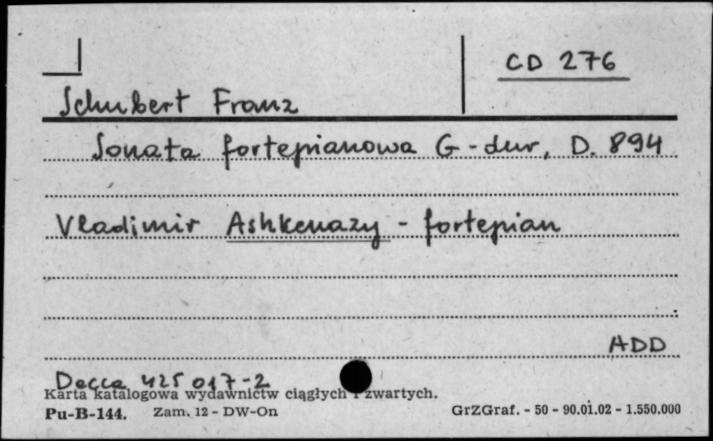 CD 276
Schubert Franz
Sonata fortepianowa G-dur, D. 894
Vladimir Ashkenazy - fortepian
ADD
Decca 425 017-2
Karta katalogowa wydawnictw ciągłych i zwartych.
Pu-B-144. Zam. 12 - DW-On GrZGraf. - 50 - 90.01.02 - 1.550.000